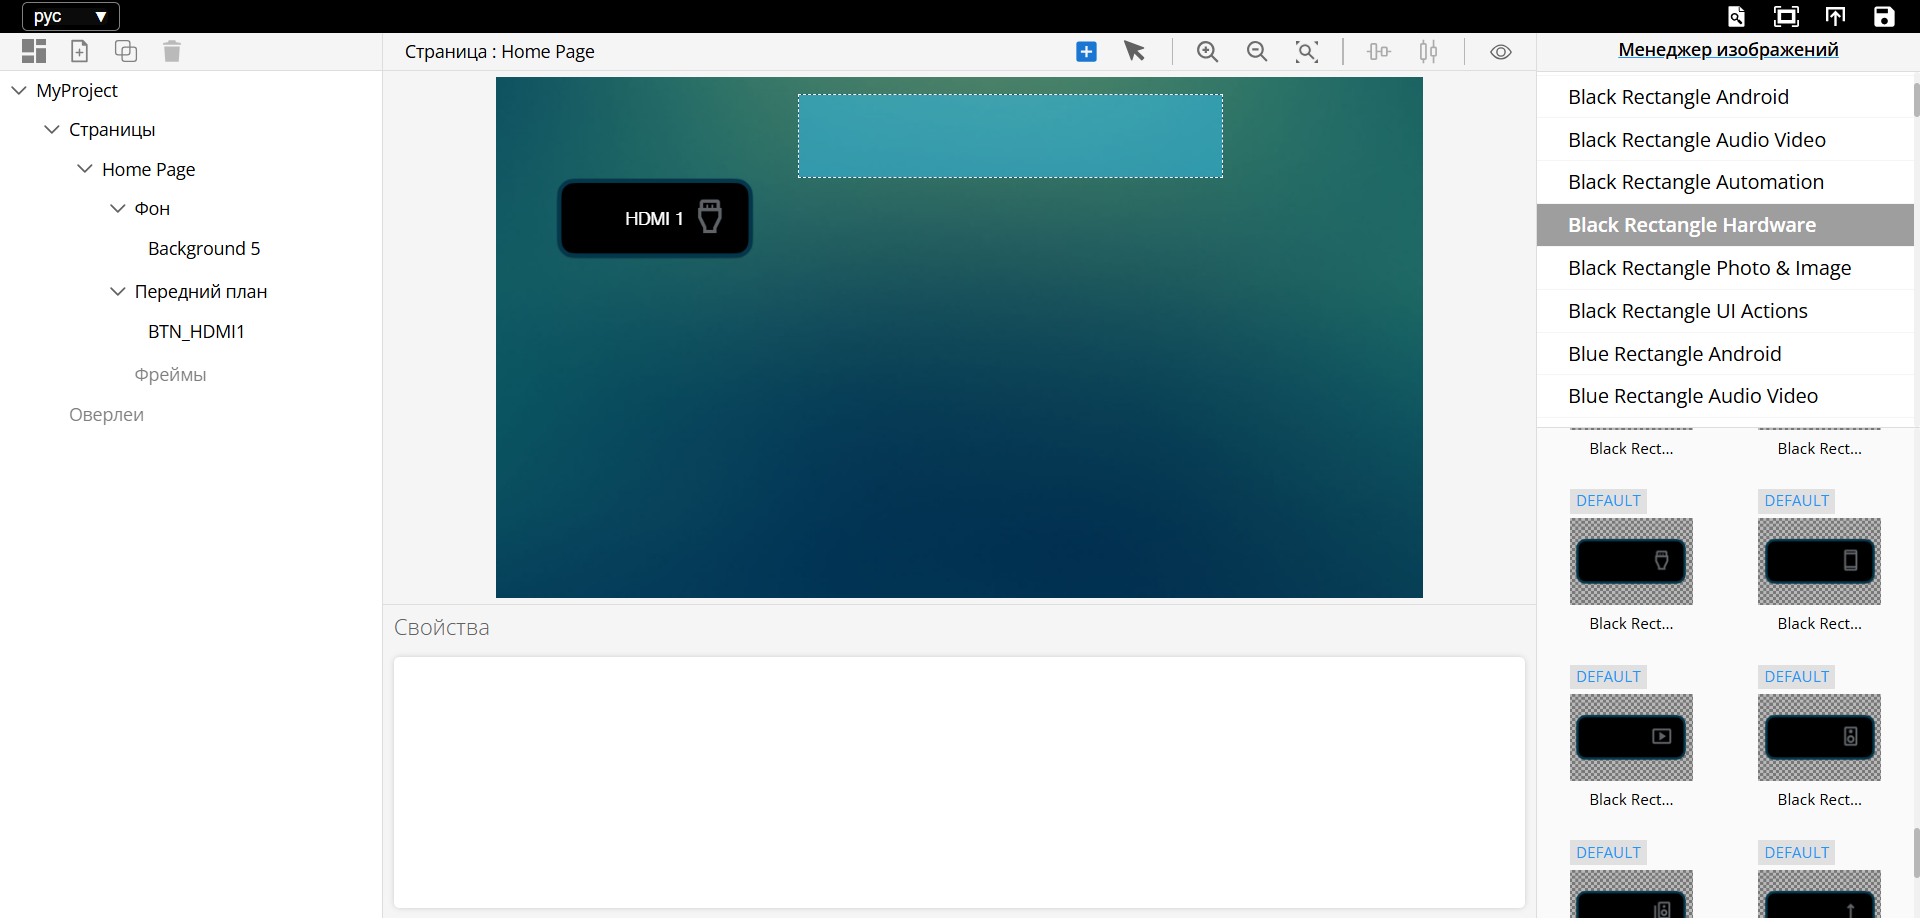 рус ▼
Страница : Home Page
Менеджер изображений
MyProject
Страницы
Home Page
Фон
Background 5
Передний план
BTN_HDMI1
Фреймы
Оверлеи
HDMI 1
Свойства
Black Rectangle Android
Black Rectangle Audio Video
Black Rectangle Automation
Black Rectangle Hardware
Black Rectangle Photo & Image
Black Rectangle UI Actions
Blue Rectangle Android
Blue Rectangle Audio Video
Black Rect... Black Rect...
DEFAULT DEFAULT
Black Rect... Black Rect...
DEFAULT DEFAULT
Black Rect... Black Rect...
DEFAULT DEFAULT